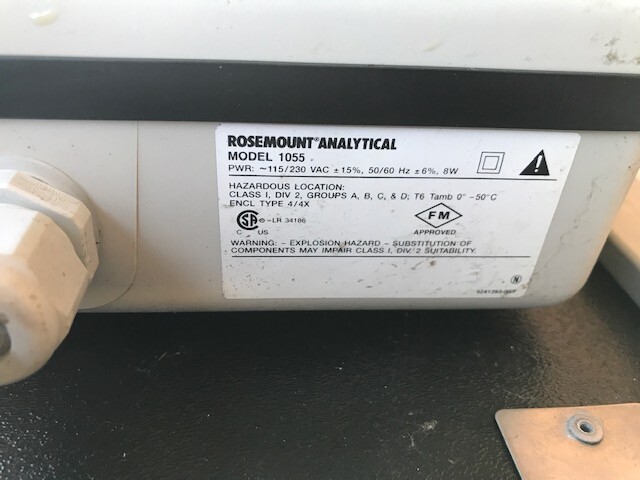 ROSEMOUNT® ANALYTICAL
MODEL 1055
PWR: ~115/230 VAC ±15%, 50/60 Hz ±6%, 8W
HAZARDOUS LOCATION:
CLASS I, DIV 2, GROUPS A, B, C, & D; T6 Tamb 0° -50°C
ENCL TYPE 4/4X
SA -LR 34186
C US
FM
APPROVED
WARNING: - EXPLOSION HAZARD - SUBSTITUTION OF
COMPONENTS MAY IMPAIR CLASS I, DIV. 2 SUITABILITY.
N